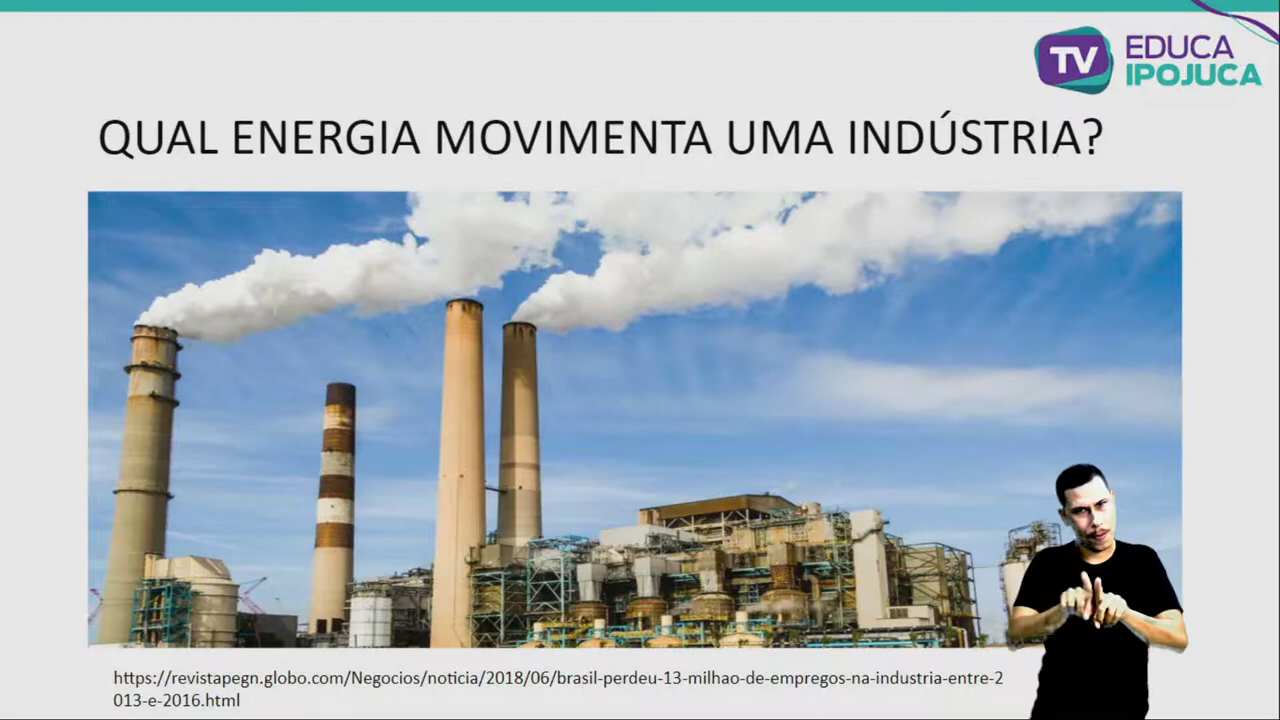 TV EDUCA
IPOJUCA
QUAL ENERGIA MOVIMENTA UMA INDÚSTRIA?
https://revistapegn.globo.com/Negocios/noticia/2018/06/brasil-perdeu-13-milhao-de-empregos-na-industria-entre-2
013-e-2016.html